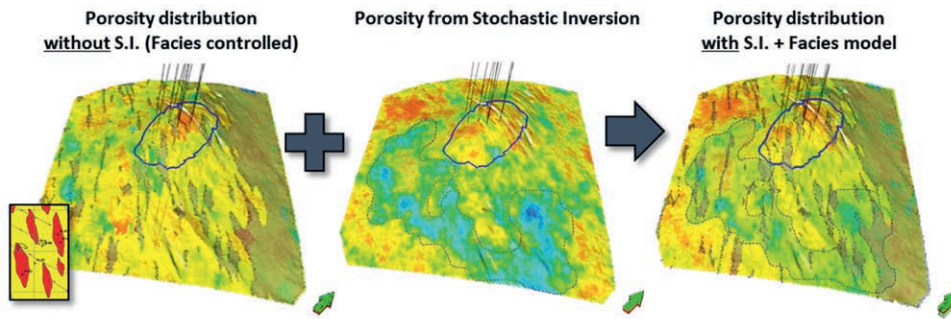 Porosity distribution
without S.I. (Facies controlled)
Porosity from Stochastic Inversion
Porosity distribution
with S.I. + Facies model